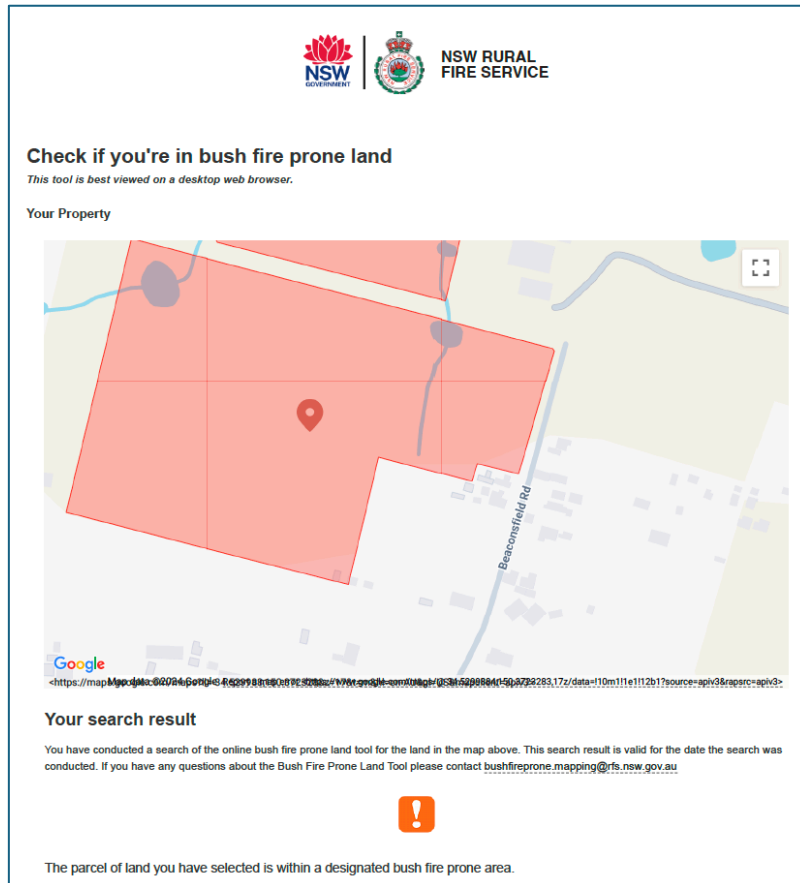 NSW
GOVERNMENT
NSW RURAL
FIRE SERVICE
Check if you're in bush fire prone land
This tool is best viewed on a desktop web browser.
Your Property
Beaconsfield Rd
Google
Your search result
You have conducted a search of the online bush fire prone land tool for the land in the map above. This search result is valid for the date the search was
conducted. If you have any questions about the Bush Fire Prone Land Tool please contact bushfireprone.mapping@rfs.nsw.gov.au
!
The parcel of land you have selected is within a designated bush fire prone area.